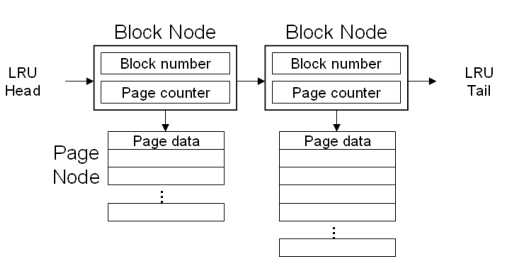 Block Node
Block Node
LRU
Head
Block number
Page counter
Block number
Page counter
LRU
Tail
Page
Node
Page data
Page data